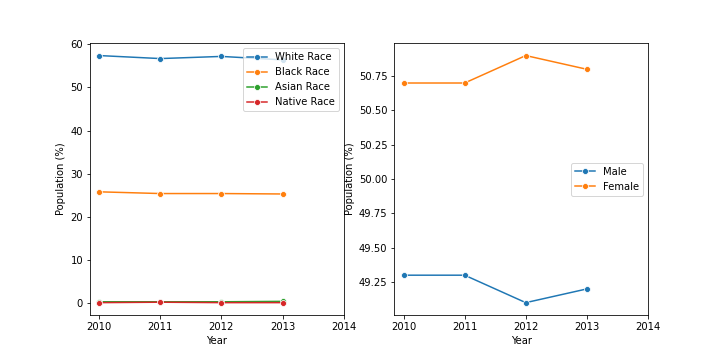 60
50
40
30
20
10
0
Population (%)
2010 2011 2012 2013 2014
Year
White Race
Black Race
Asian Race
Native Race
50.75
50.50
50.25
50.00
49.75
49.50
49.25
Population (%)
2010 2011 2012 2013 2014
Year
Male
Female